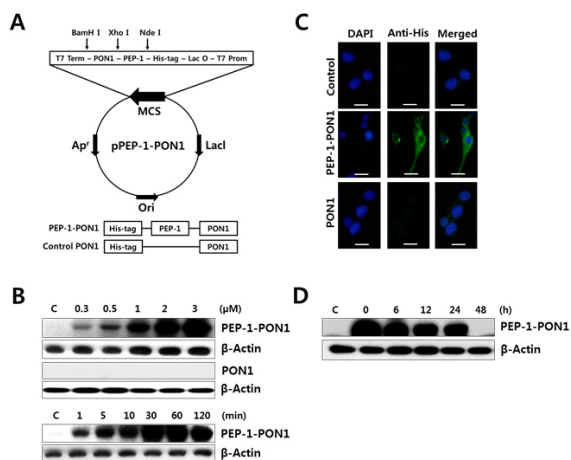 A
BamH I Xho I Nde I
T7 Term – PON1 – PEP-1 – His-tag – Lac O – T7 Prom
MCS
Apr pPEP-1-PON1 LacI
Ori
PEP-1-PON1 His-tag PEP-1 PON1
Control PON1 His-tag PON1
C
DAPI Anti-His Merged
Control
PEP-1-PON1
PON1
B
C 0.3 0.5 1 2 3 (μM)
PEP-1-PON1
β-Actin
PON1
β-Actin
C 1 5 10 30 60 120 (min)
PEP-1-PON1
β-Actin
D
C 0 6 12 24 48 (h)
PEP-1-PON1
β-Actin